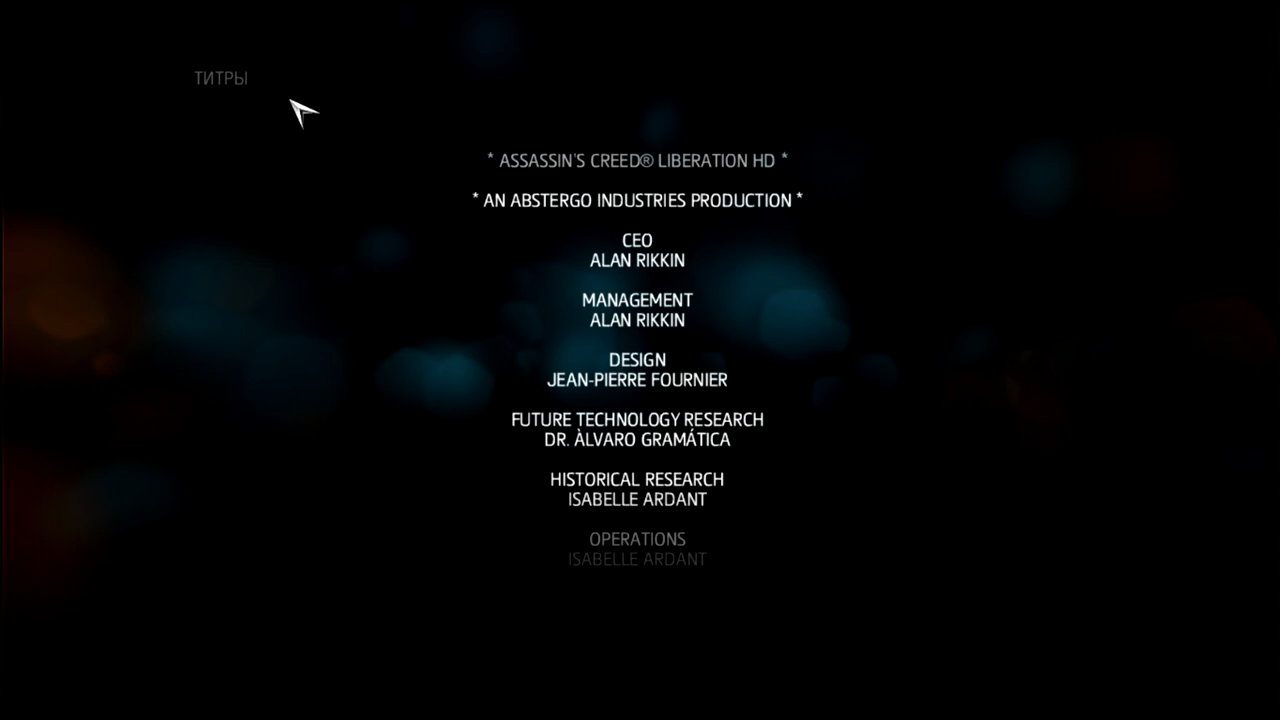 ТИТРЫ
* ASSASSIN'S CREED® LIBERATION HD *
* AN ABSTERGO INDUSTRIES PRODUCTION *
CEO
ALAN RIKKIN
MANAGEMENT
ALAN RIKKIN
DESIGN
JEAN-PIERRE FOURNIER
FUTURE TECHNOLOGY RESEARCH
DR. ÀLVARO GRAMÁTICA
HISTORICAL RESEARCH
ISABELLE ARDANT
OPERATIONS
ISABELLE ARDANT